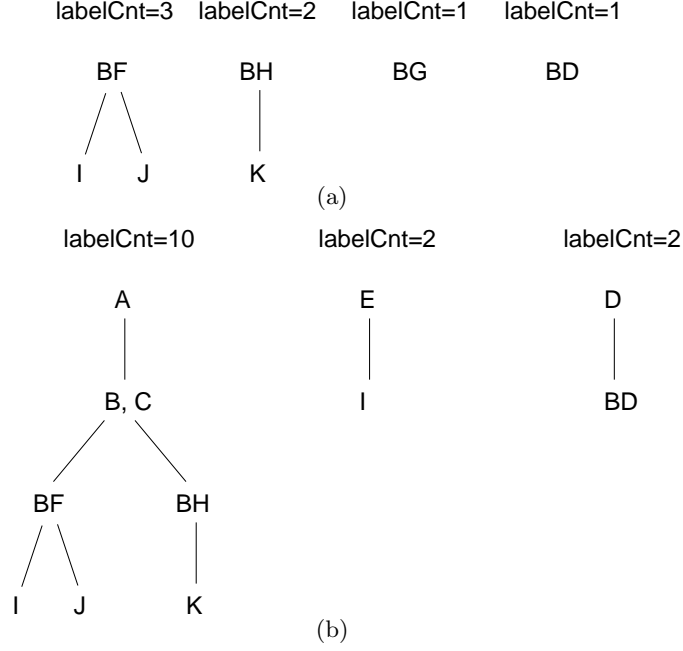 labelCnt=3 labelCnt=2 labelCnt=1 labelCnt=1
BF BH BG BD
I J K
(a)
labelCnt=10 labelCnt=2 labelCnt=2
A E D
B, C I BD
BF BH
I J K
(b)